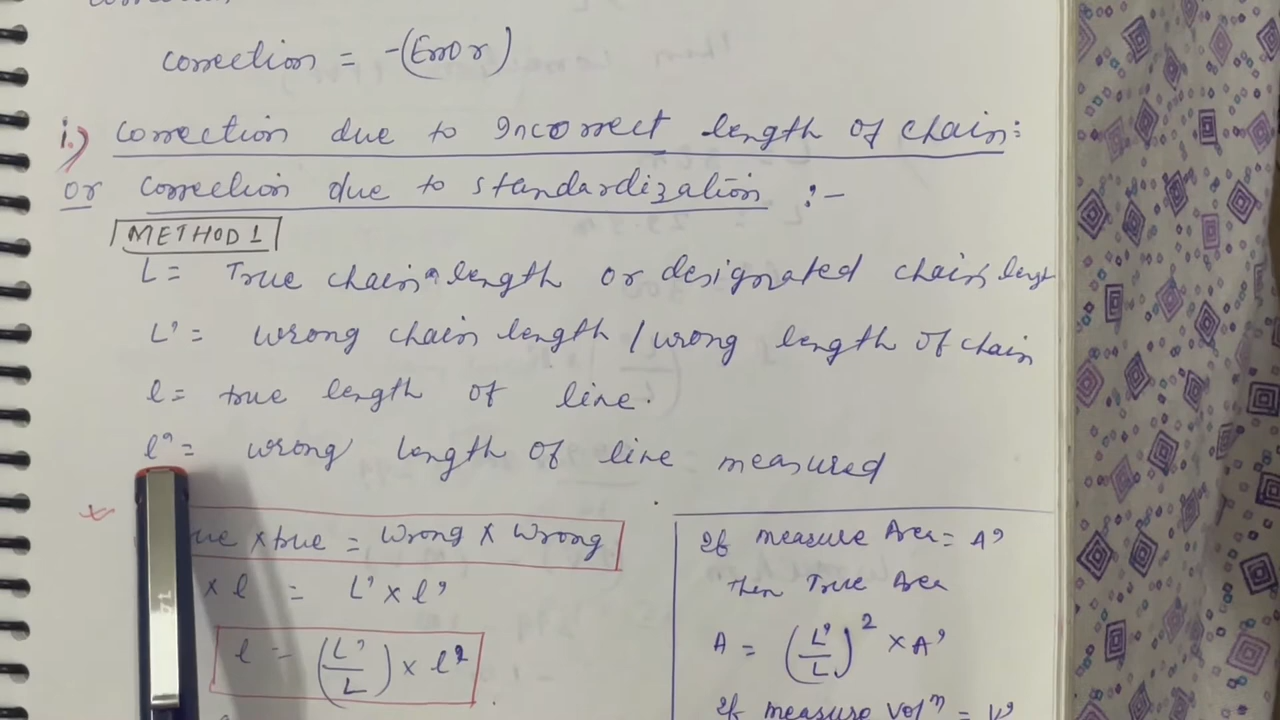 correction = -(Error)
i.) correction due to Incorrect length of chain:
or correction due to standardization :-
METHOD 1
L = True chain length or designated chain length
L' = wrong chain length / wrong length of chain
l = true length of line.
l' = wrong length of line measured
× true = wrong × wrong
× l = L' × l'
l = (L'/L) × l'
If measure Area = A'
Then True Area
A = (L'/L)² × A'
If measure Volⁿ = V'